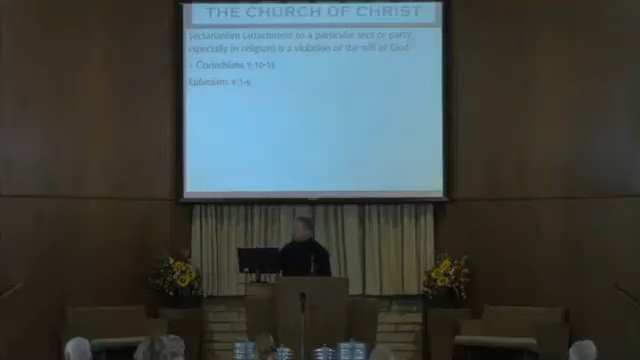 THE CHURCH OF CHRIST
Sectarianism (attachment to a particular sect or party
especially in religion) is a violation of the will of God.
1 Corinthians 1:10-13
Ephesians 4:1-6